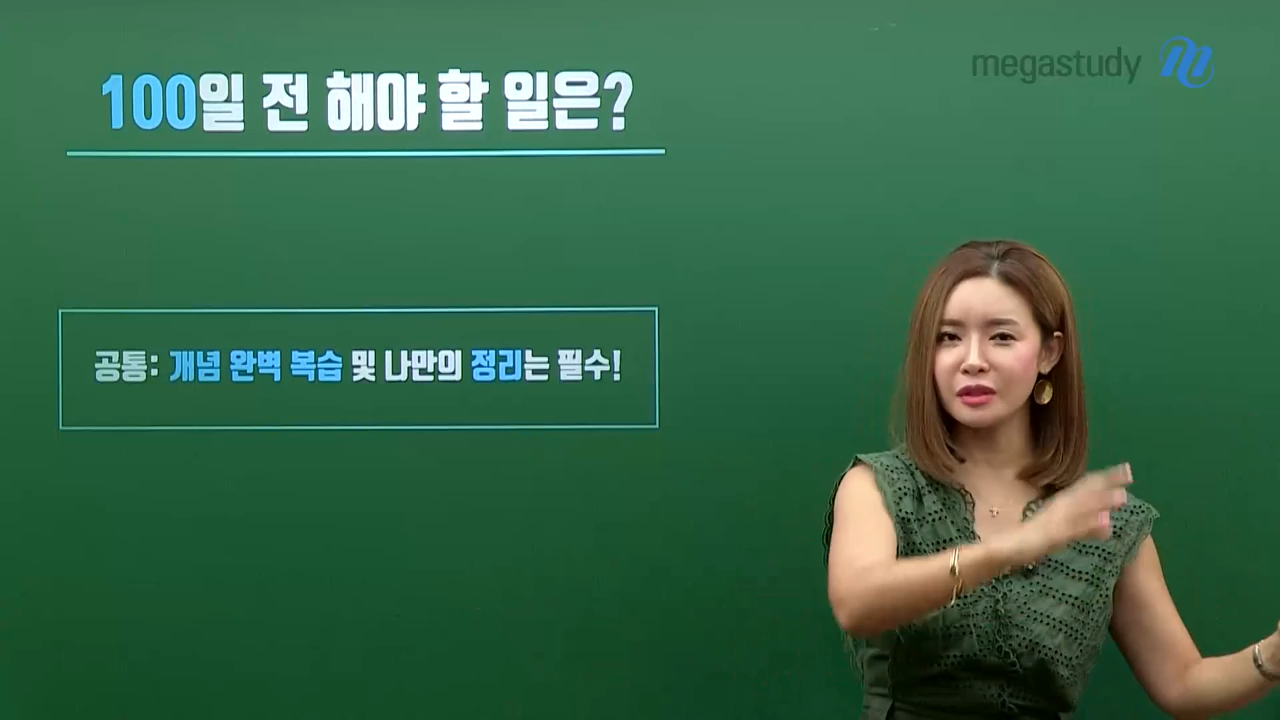 megastudy
100일 전 해야 할 일은?
공통: 개념 완벽 복습 및 나만의 정리는 필수!